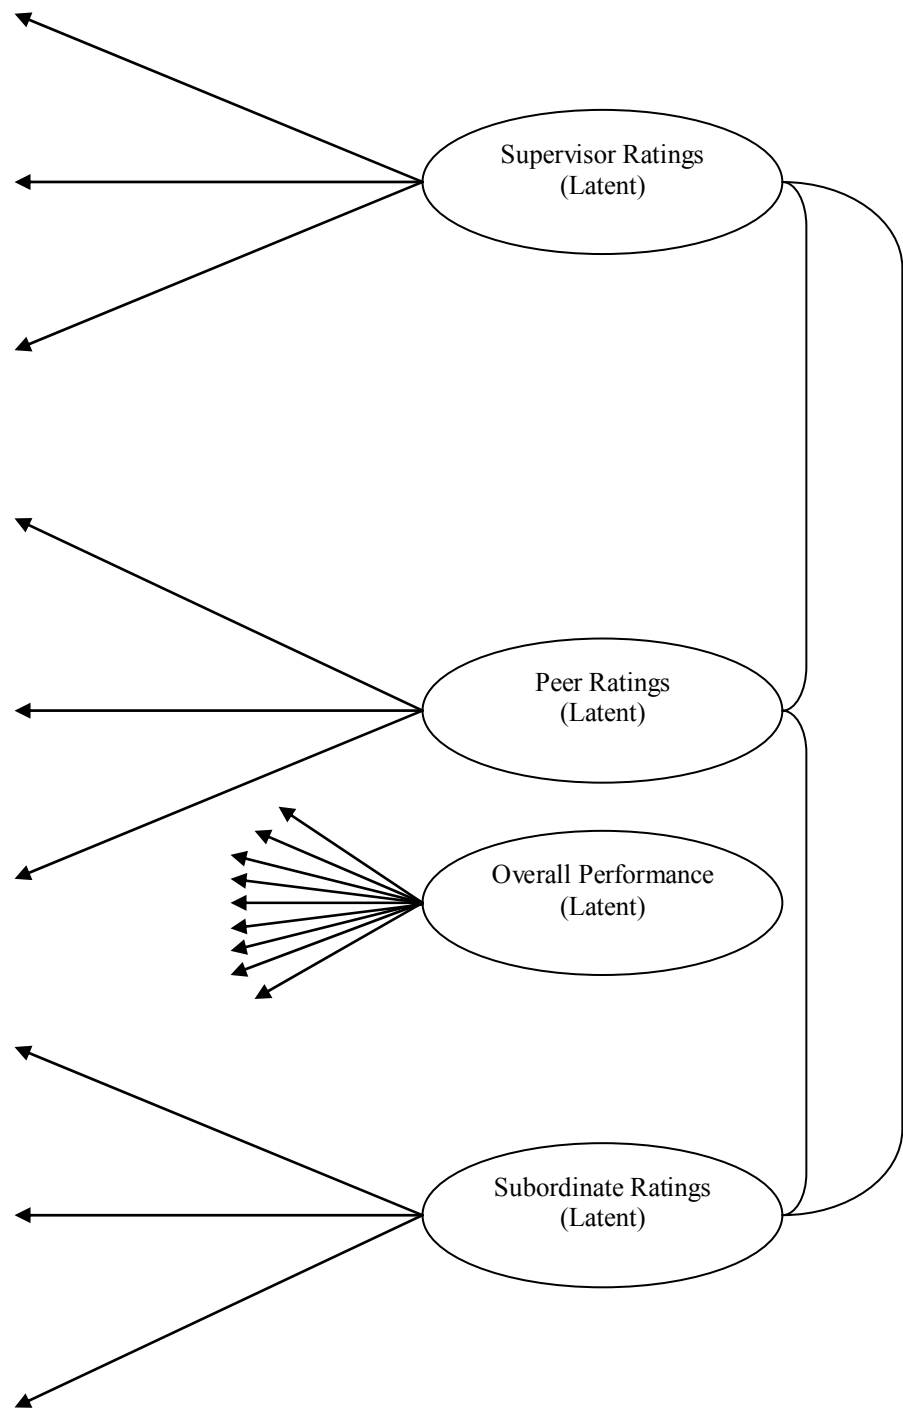 Supervisor Ratings
(Latent)
Peer Ratings
(Latent)
Overall Performance
(Latent)
Subordinate Ratings
(Latent)